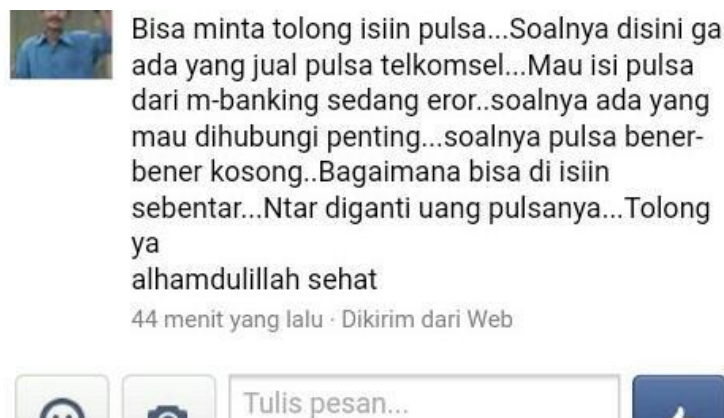 Bisa minta tolong isiin pulsa...Soalnya disini ga
ada yang jual pulsa telkomsel...Mau isi pulsa
dari m-banking sedang eror..soalnya ada yang
mau dihubungi penting...soalnya pulsa bener-
bener kosong..Bagaimana bisa di isiin
sebentar...Ntar diganti uang pulsanya...Tolong
ya
alhamdulillah sehat
44 menit yang lalu · Dikirim dari Web
Tulis pesan...